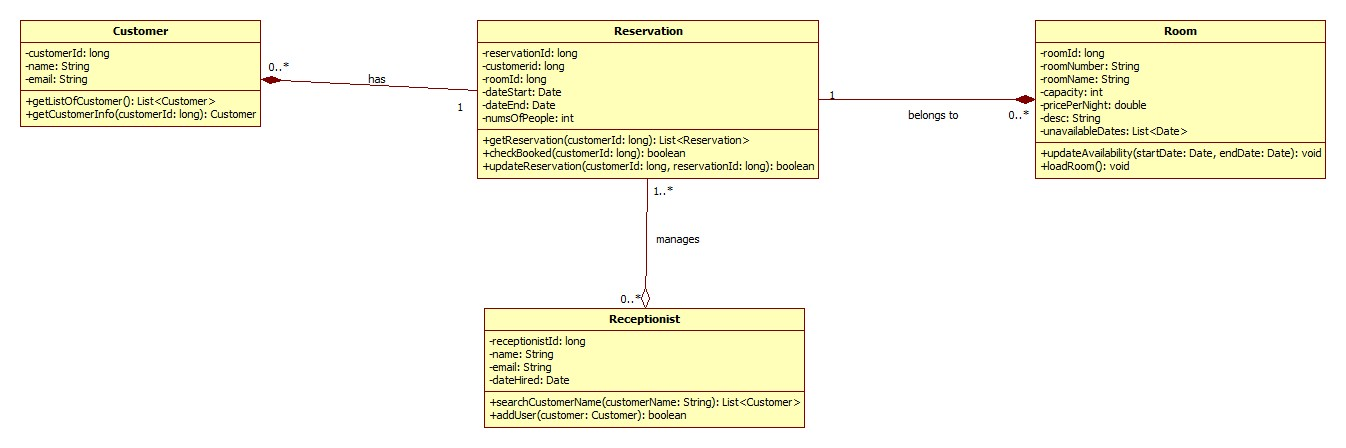 Customer
-customerId: long
-name: String
-email: String
+getListOfCustomer(): List<Customer>
+getCustomerInfo(customerId: long): Customer
0..*
has
1
Reservation
-reservationId: long
-customerid: long
-roomId: long
-dateStart: Date
-dateEnd: Date
-numsOfPeople: int
+getReservation(customerId: long): List<Reservation>
+checkBooked(customerId: long): boolean
+updateReservation(customerId: long, reservationId: long): boolean
1
belongs to
0..*
Room
-roomId: long
-roomNumber: String
-roomName: String
-capacity: int
-pricePerNight: double
-desc: String
-unavailableDates: List<Date>
+updateAvailability(startDate: Date, endDate: Date): void
+loadRoom(): void
1..*
manages
0..*
Receptionist
-receptionistId: long
-name: String
-email: String
-dateHired: Date
+searchCustomerName(customerName: String): List<Customer>
+addUser(customer: Customer): boolean